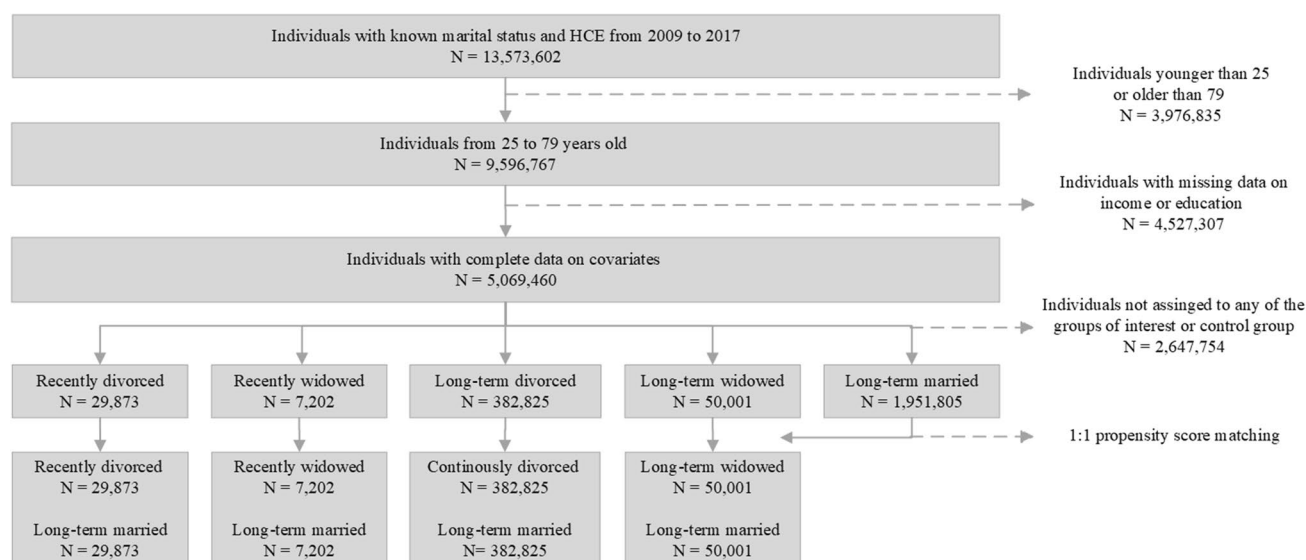 Individuals with known marital status and HCE from 2009 to 2017
N = 13,573,602
Individuals younger than 25
or older than 79
N = 3,976,835
Individuals from 25 to 79 years old
N = 9,596,767
Individuals with missing data on
income or education
N = 4,527,307
Individuals with complete data on covariates
N = 5,069,460
Individuals not assinged to any of the
groups of interest or control group
N = 2,647,754
Recently divorced
N = 29,873
Recently widowed
N = 7,202
Long-term divorced
N = 382,825
Long-term widowed
N = 50,001
Long-term married
N = 1,951,805
1:1 propensity score matching
Recently divorced
N = 29,873
Long-term married
N = 29,873
Recently widowed
N = 7,202
Long-term married
N = 7,202
Continously divorced
N = 382,825
Long-term married
N= 382,825
Long-term widowed
N = 50,001
Long-term married
N = 50,001